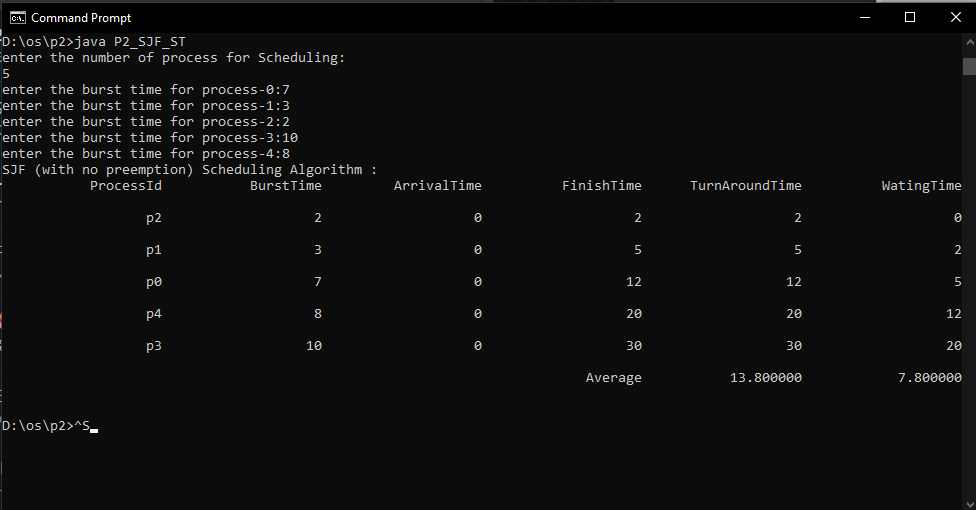 Command Prompt
D:\os\p2>java P2_SJF_ST
enter the number of process for Scheduling:
5
enter the burst time for process-0:7
enter the burst time for process-1:3
enter the burst time for process-2:2
enter the burst time for process-3:10
enter the burst time for process-4:8
SJF (with no preemption) Scheduling Algorithm :
ProcessId BurstTime ArrivalTime FinishTime TurnAroundTime WatingTime
p2 2 0 2 2 0
p1 3 0 5 5 2
p0 7 0 12 12 5
p4 8 0 20 20 12
p3 10 0 30 30 20
Average 13.800000 7.800000
D:\os\p2>^S